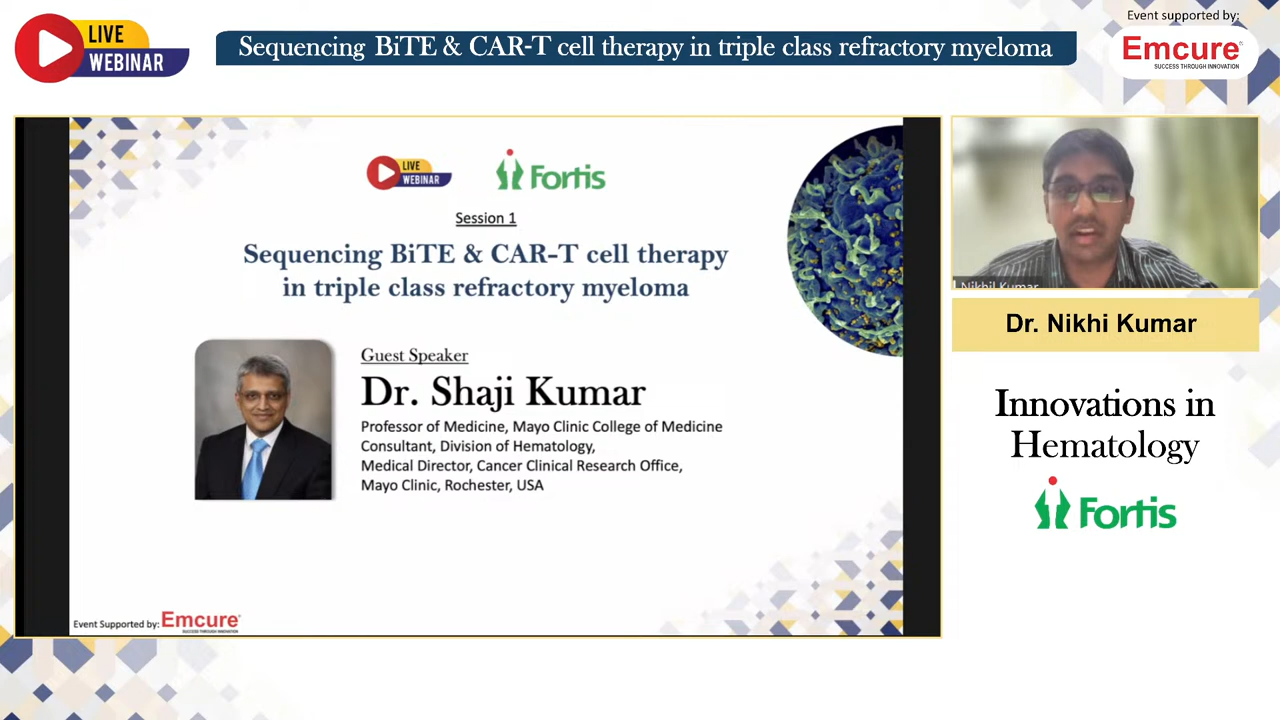 LIVE
WEBINAR
Sequencing BiTE & CAR-T cell therapy in triple class refractory myeloma
Event supported by:
Emcure®
SUCCESS THROUGH INNOVATION
LIVE
WEBINAR
Fortis
Session 1
Sequencing BiTE & CAR-T cell therapy
in triple class refractory myeloma
Guest Speaker
Dr. Shaji Kumar
Professor of Medicine, Mayo Clinic College of Medicine
Consultant, Division of Hematology,
Medical Director, Cancer Clinical Research Office,
Mayo Clinic, Rochester, USA
Event Supported by: Emcure®
SUCCESS THROUGH INNOVATION
Nikhil Kumar
Dr. Nikhi Kumar
Innovations in
Hematology
Fortis